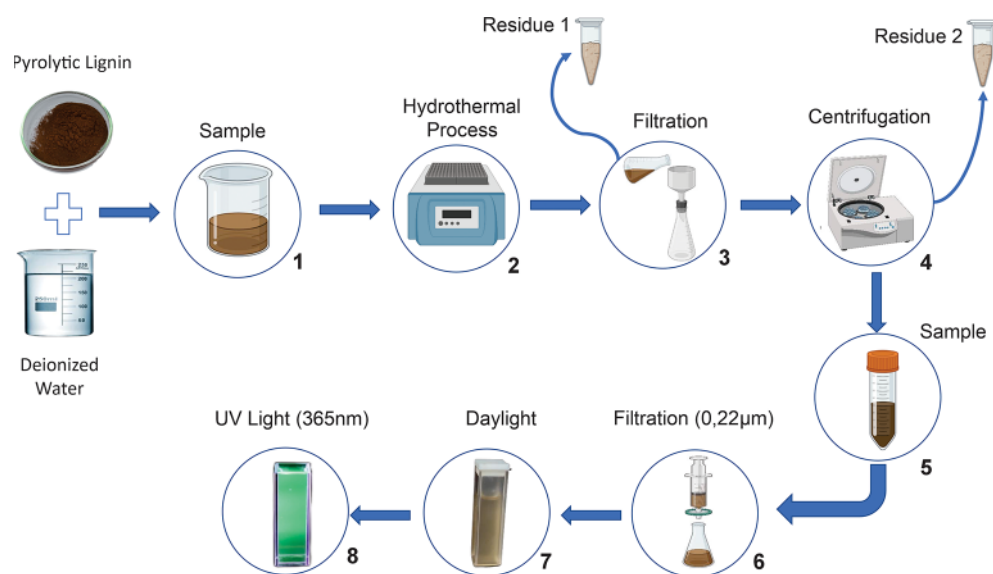 Pyrolytic Lignin
Deionized
Water
Sample
1
Hydrothermal
Process
2
Residue 1
Filtration
3
Residue 2
Centrifugation
4
Sample
5
Filtration (0,22µm)
6
Daylight
7
UV Light (365nm)
8